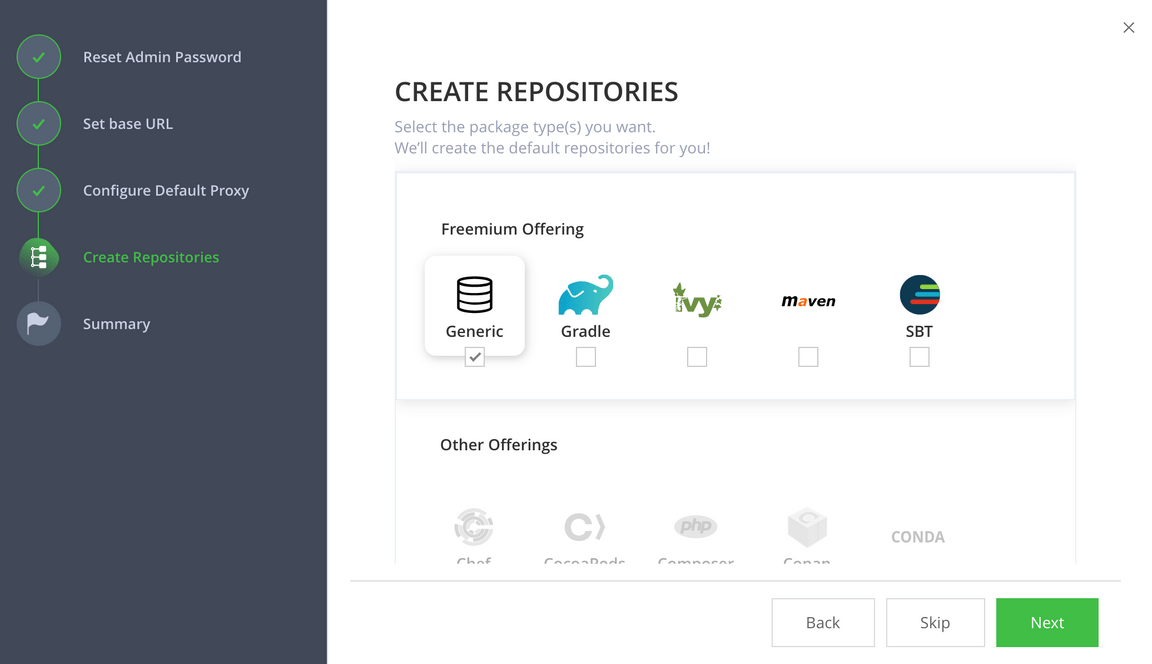 Reset Admin Password
Set base URL
Configure Default Proxy
Create Repositories
Summary
CREATE REPOSITORIES
Select the package type(s) you want.
We'll create the default repositories for you!
Freemium Offering
ivy maven
Generic Gradle SBT
Other Offerings
C php C CONDA
Chef CocoaPods Composer Conan
Back Skip Next